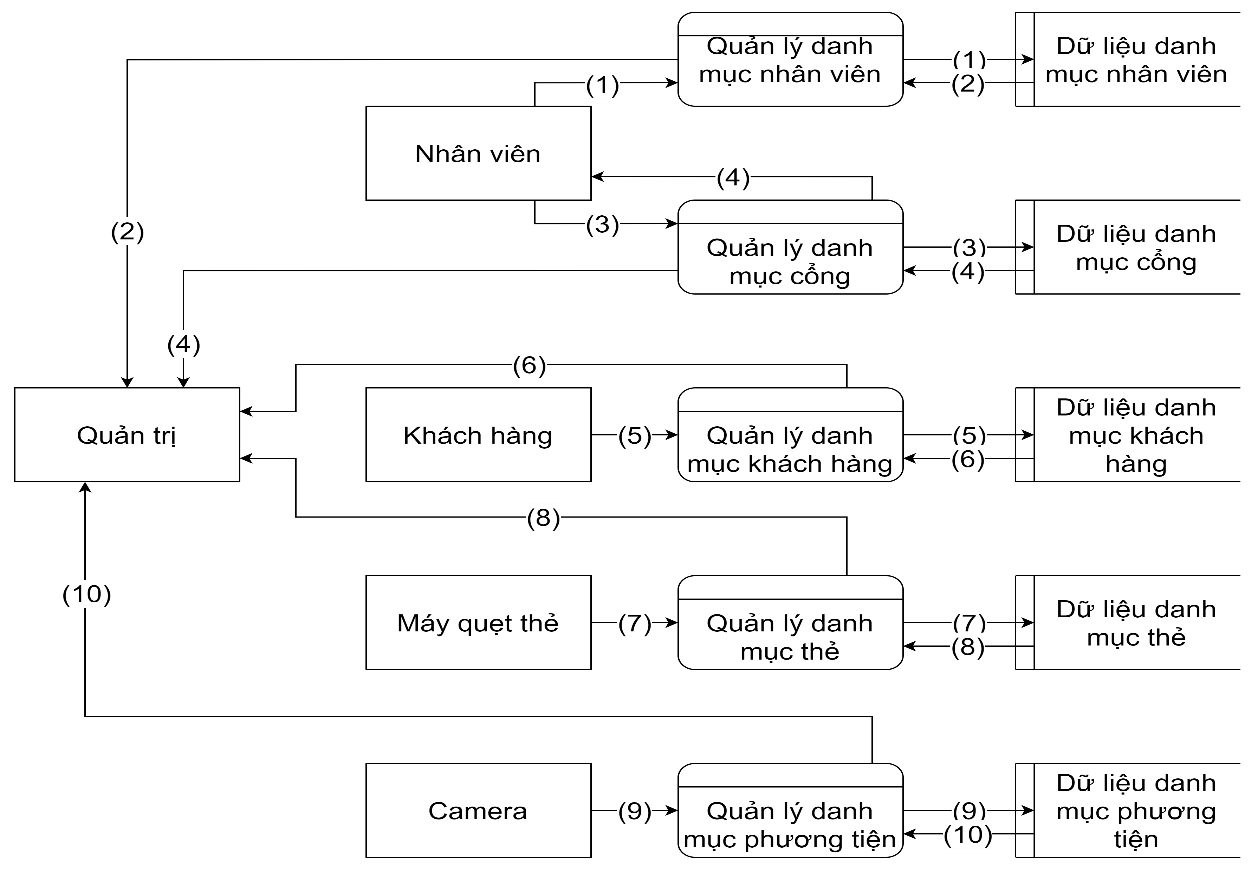 Quản lý danh
mục nhân viên
(1)
(2)
Dữ liệu danh
mục nhân viên
(1)
Nhân viên
(4)
(3)
(2)
Quản lý danh
mục cổng
(3)
(4)
Dữ liệu danh
mục cổng
(4)
(6)
Quản trị
Khách hàng
(5)
Quản lý danh
mục khách hàng
(5)
(6)
Dữ liệu danh
mục khách
hàng
(8)
(10)
Máy quẹt thẻ
(7)
Quản lý danh
mục thẻ
(7)
(8)
Dữ liệu danh
mục thẻ
Camera
(9)
Quản lý danh
mục phương tiện
(9)
(10)
Dữ liệu danh
mục phương
tiện